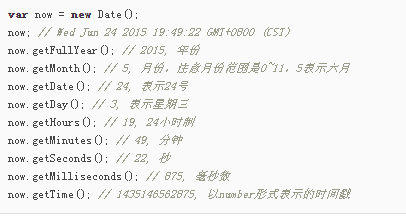 var now = new Date();
now; // Wed Jun 24 2015 19:49:22 GMT+0800 (CST)
now.getFullYear(); // 2015, 年份
now.getMonth(); // 5, 月份，注意月份范围是0~11，5表示六月
now.getDate(); // 24, 表示24号
now.getDay(); // 3, 表示星期三
now.getHours(); // 19, 24小时制
now.getMinutes(); // 49, 分钟
now.getSeconds(); // 22, 秒
now.getMilliseconds(); // 875, 毫秒数
now.getTime(); // 1435146562875, 以number形式表示的时间戳